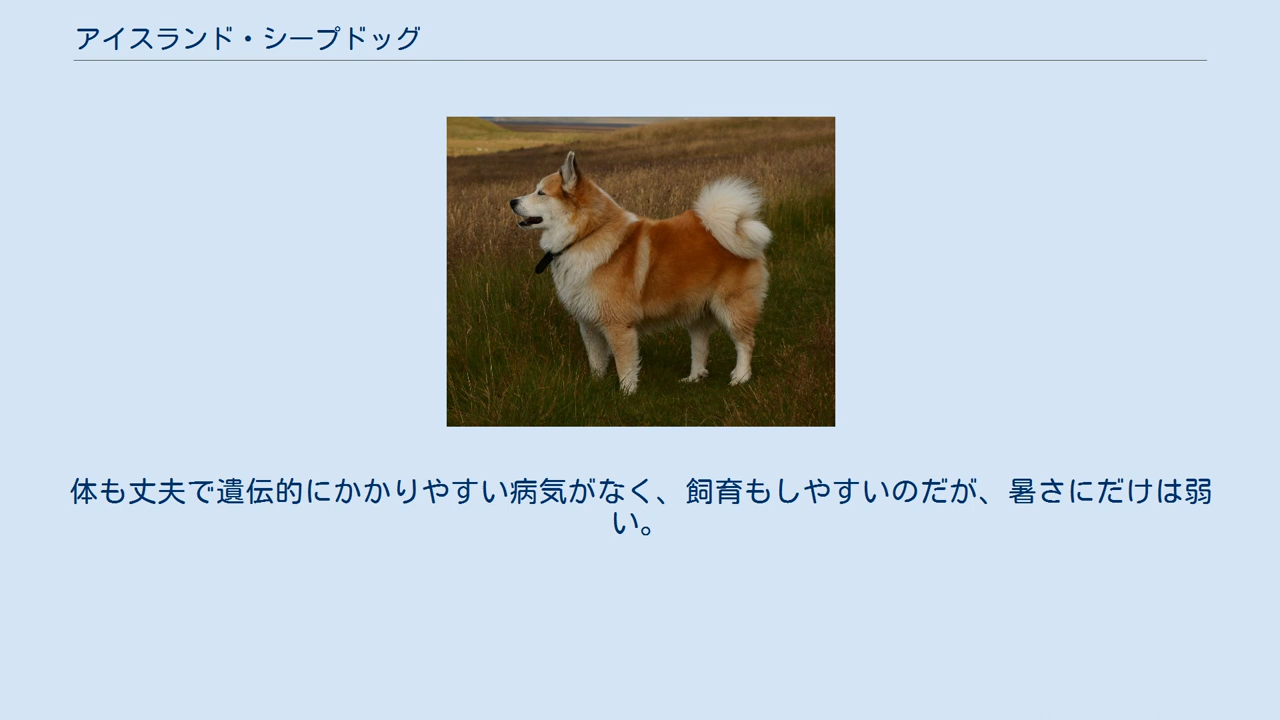 アイスランド・シープドッグ
体も丈夫で遺伝的にかかりやすい病気がなく、飼育もしやすいのだが、暑さにだけは弱
い。